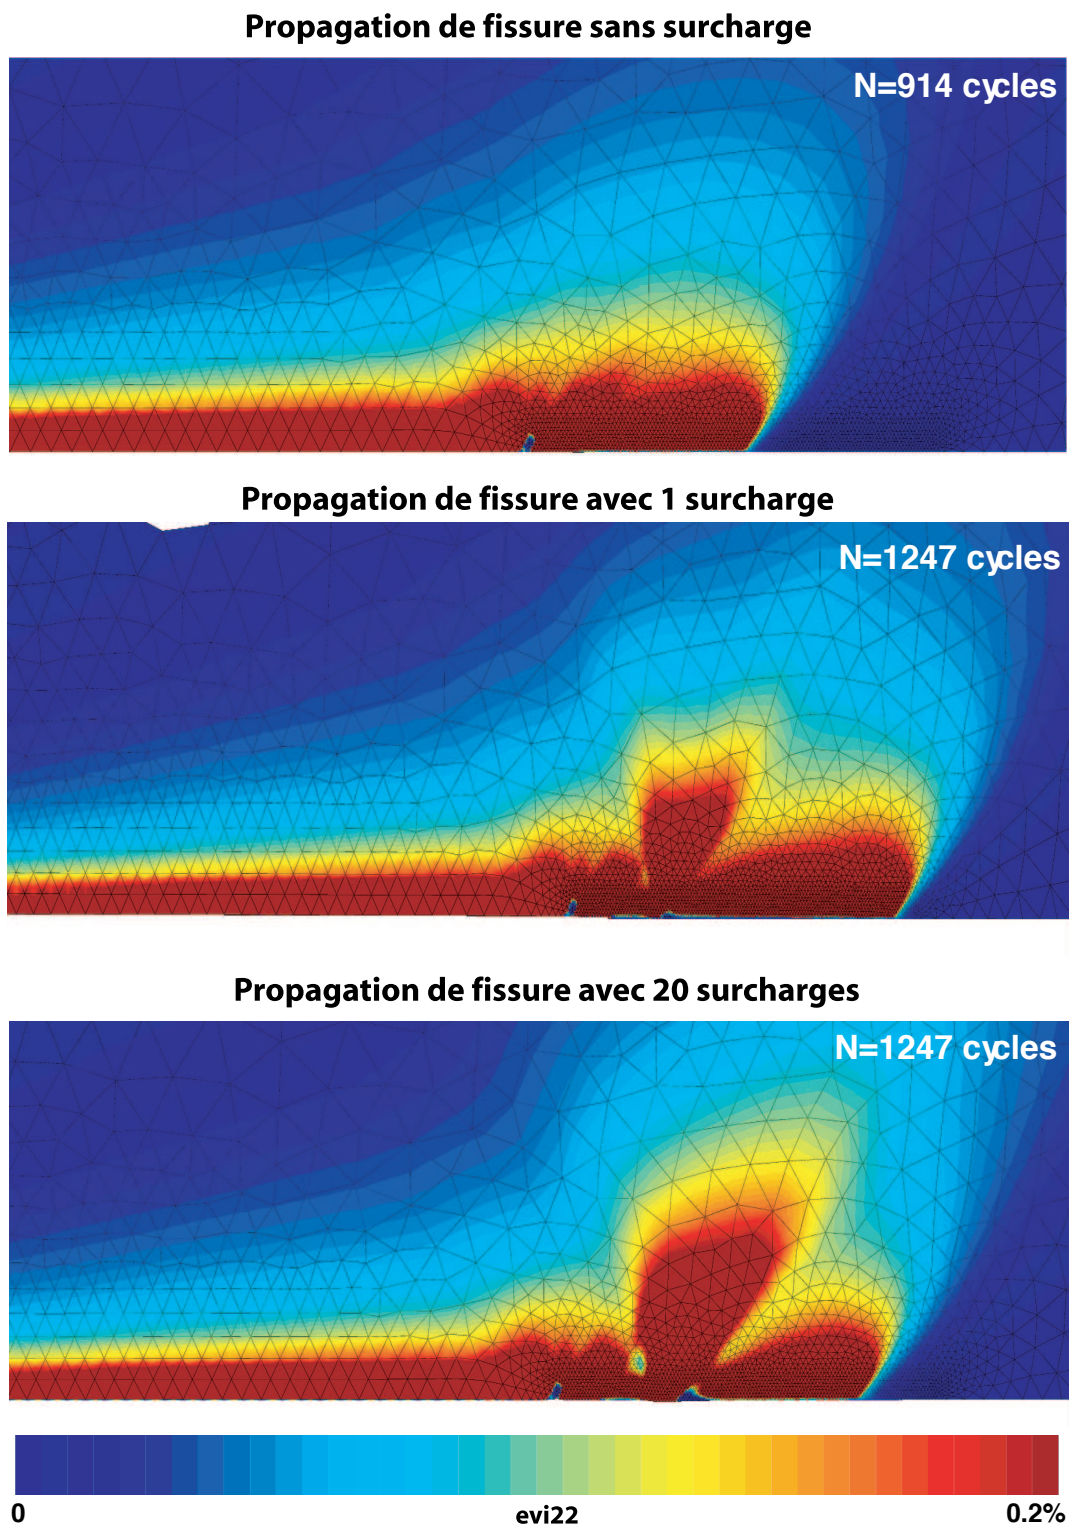 Propagation de fissure sans surcharge
N=914 cycles
Propagation de fissure avec 1 surcharge
N=1247 cycles
Propagation de fissure avec 20 surcharges
N=1247 cycles
0 evi22 0.2%